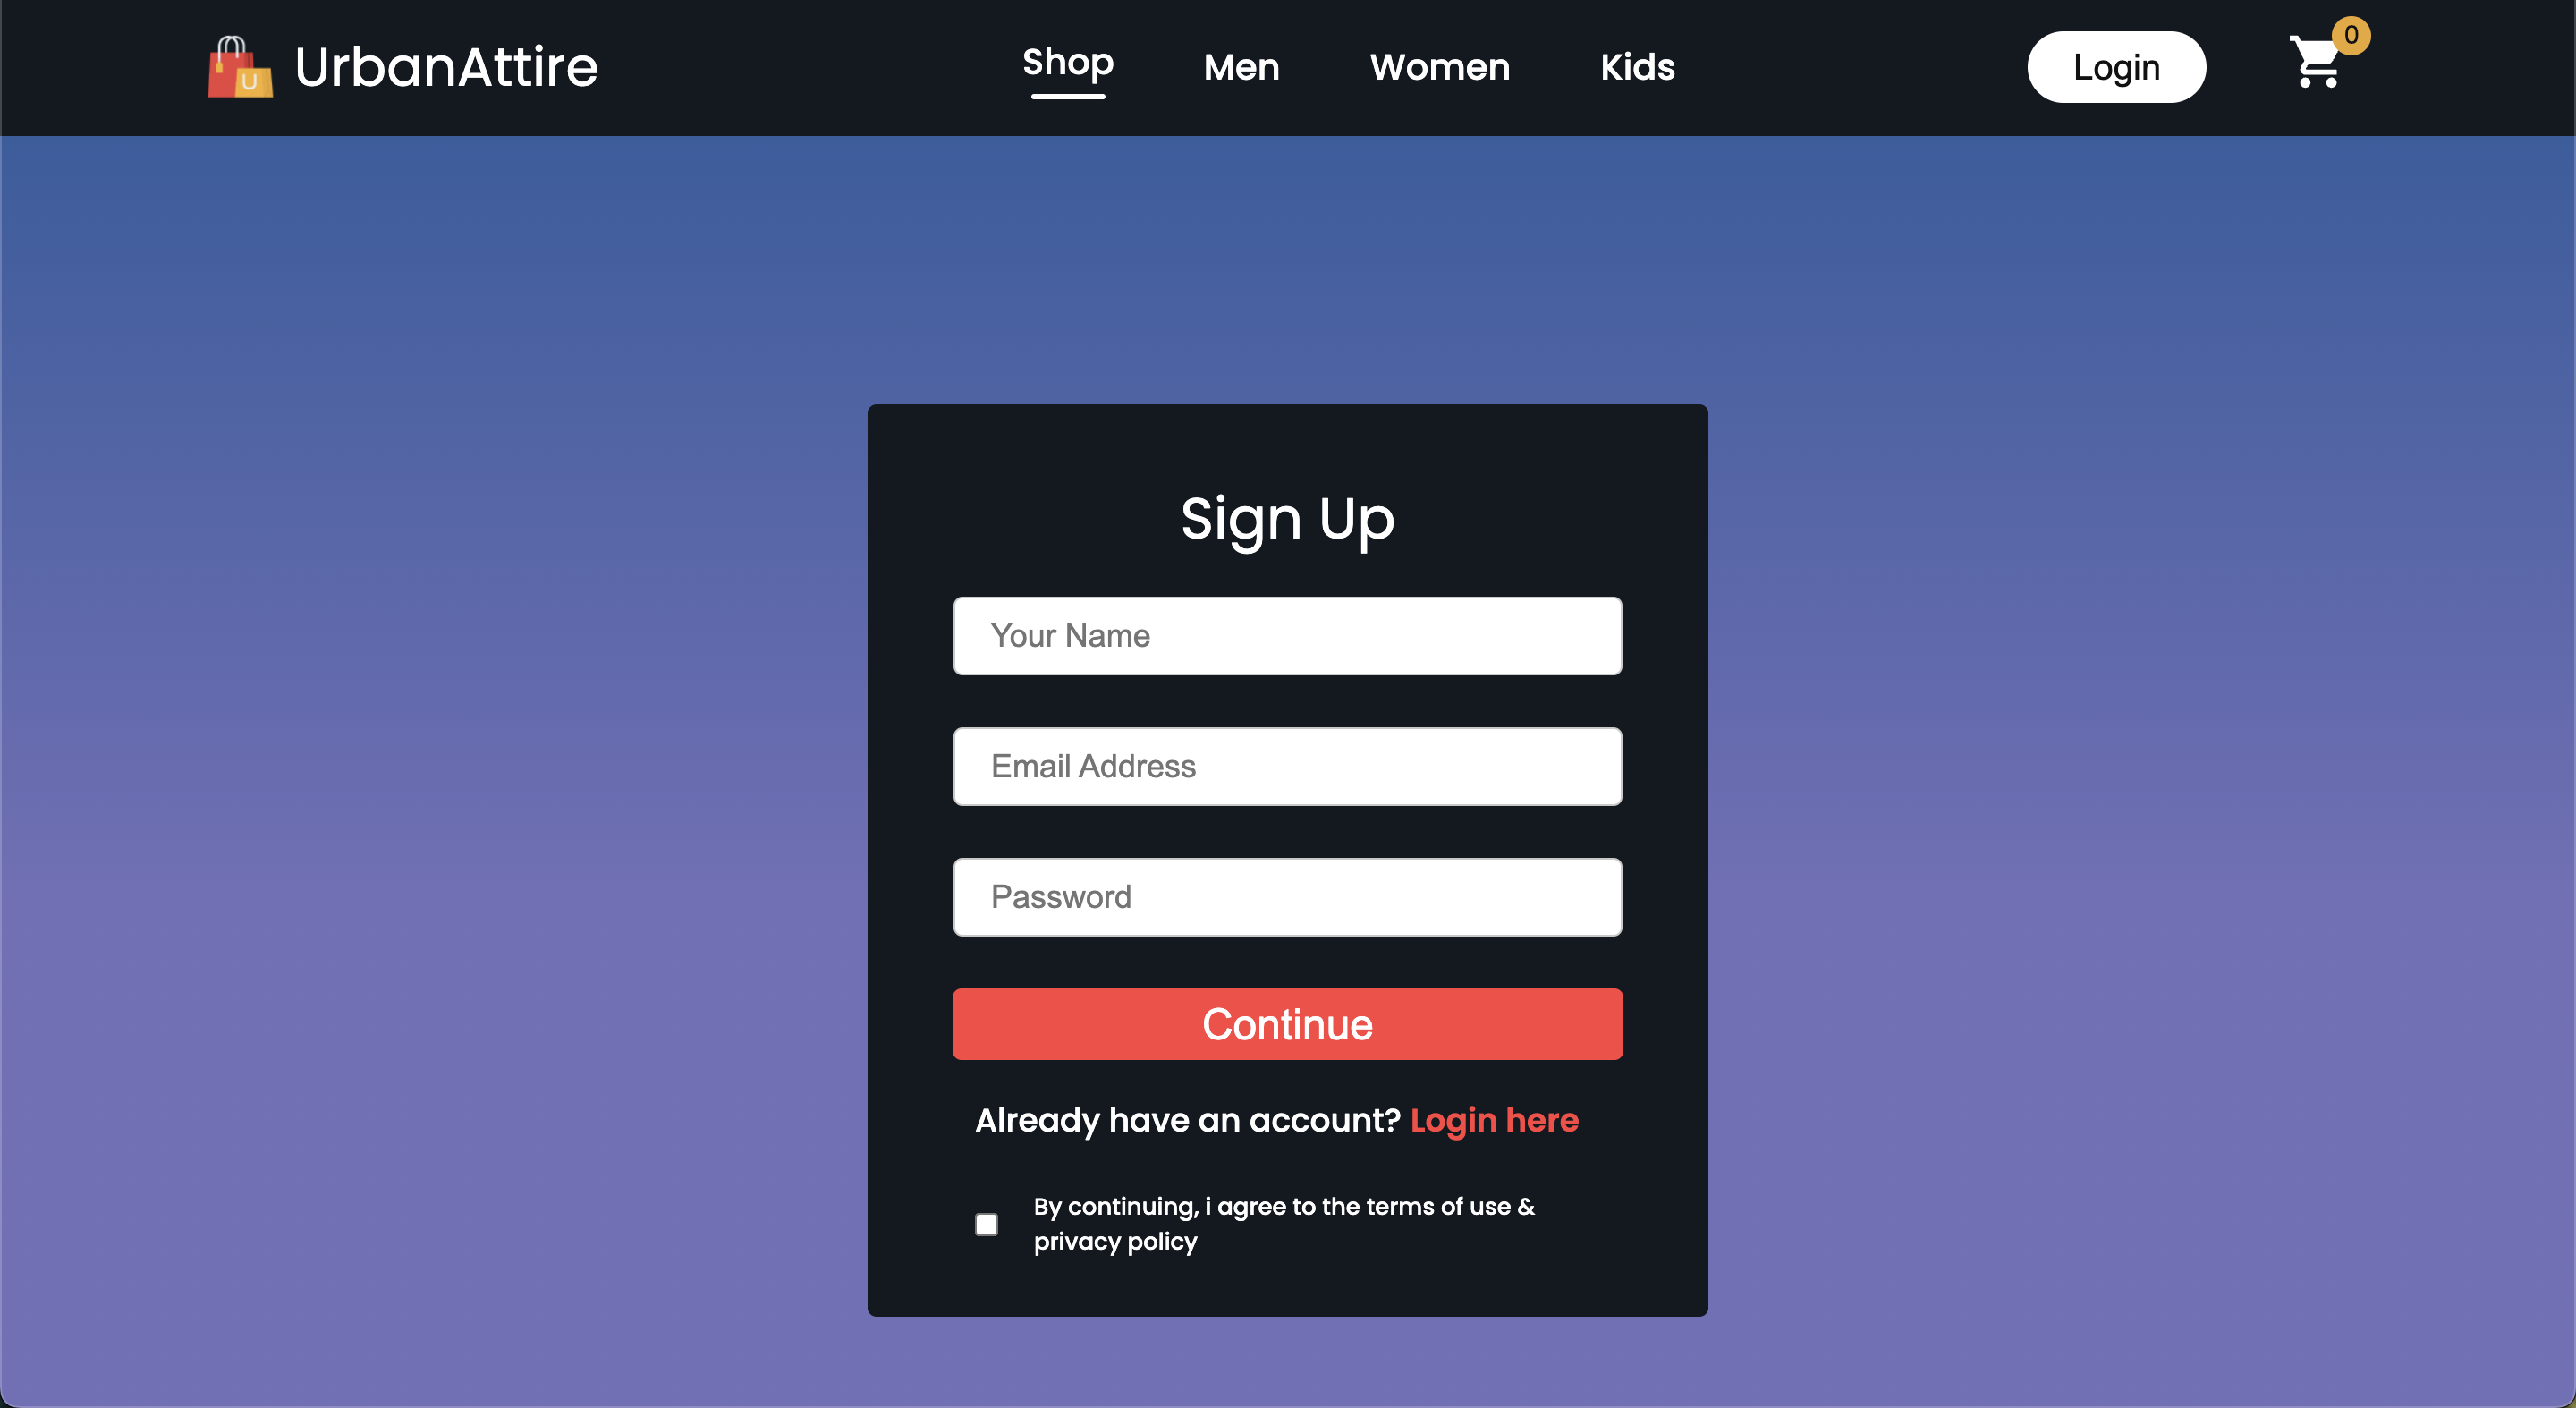 U UrbanAttire Shop Men Women Kids Login 0
Sign Up
Your Name
Email Address
Password
Continue
Already have an account? Login here
By continuing, i agree to the terms of use &
privacy policy